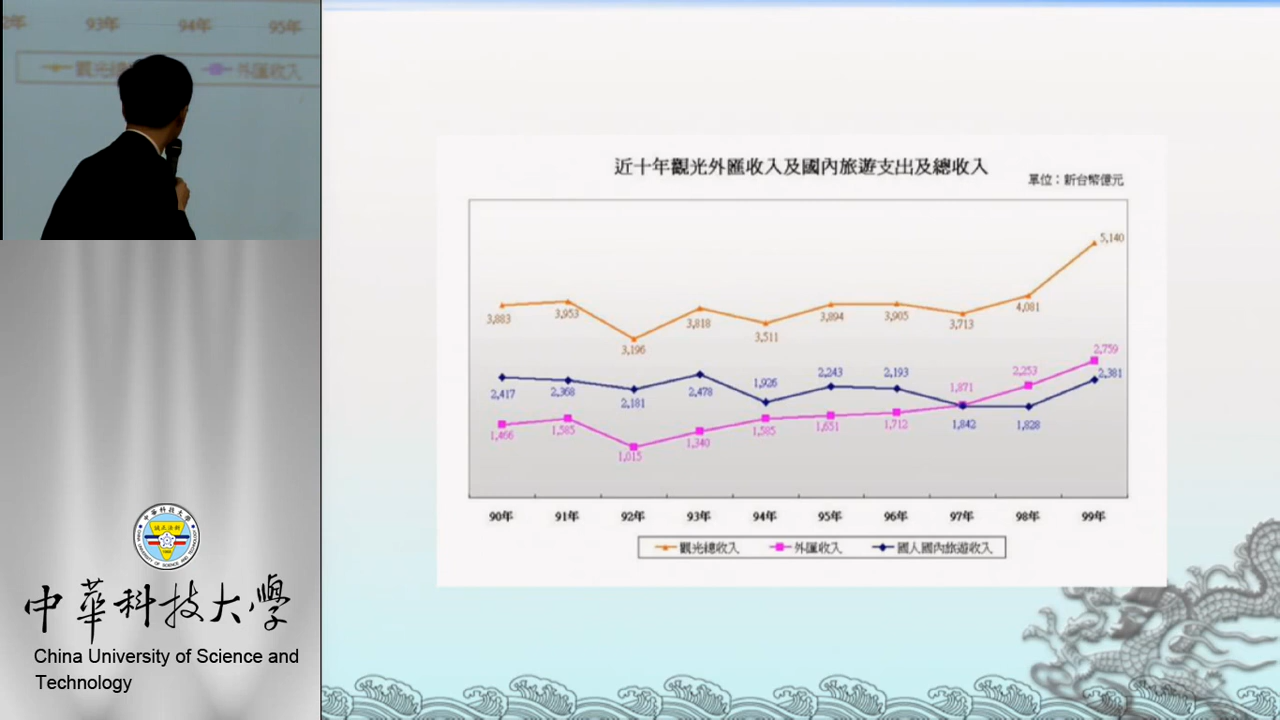 93年 94年 95年
外匯收入
近十年觀光外匯收入及國內旅遊支出及總收入
單位：新台幣億元
5,140
3,883 3,953 3,196 3,818 3,511 3,894 3,905 3,713 4,081
2,759
2,417 2,368 2,181 2,478 1,926 2,243 2,193 1,871 2,253 2,381
1,466 1,585 1,015 1,340 1,585 1,651 1,712 1,842 1,828
90年 91年 92年 93年 94年 95年 96年 97年 98年 99年
觀光總收入 外匯收入 國人國內旅遊收入
中華科技大學
China University of Science and
Technology